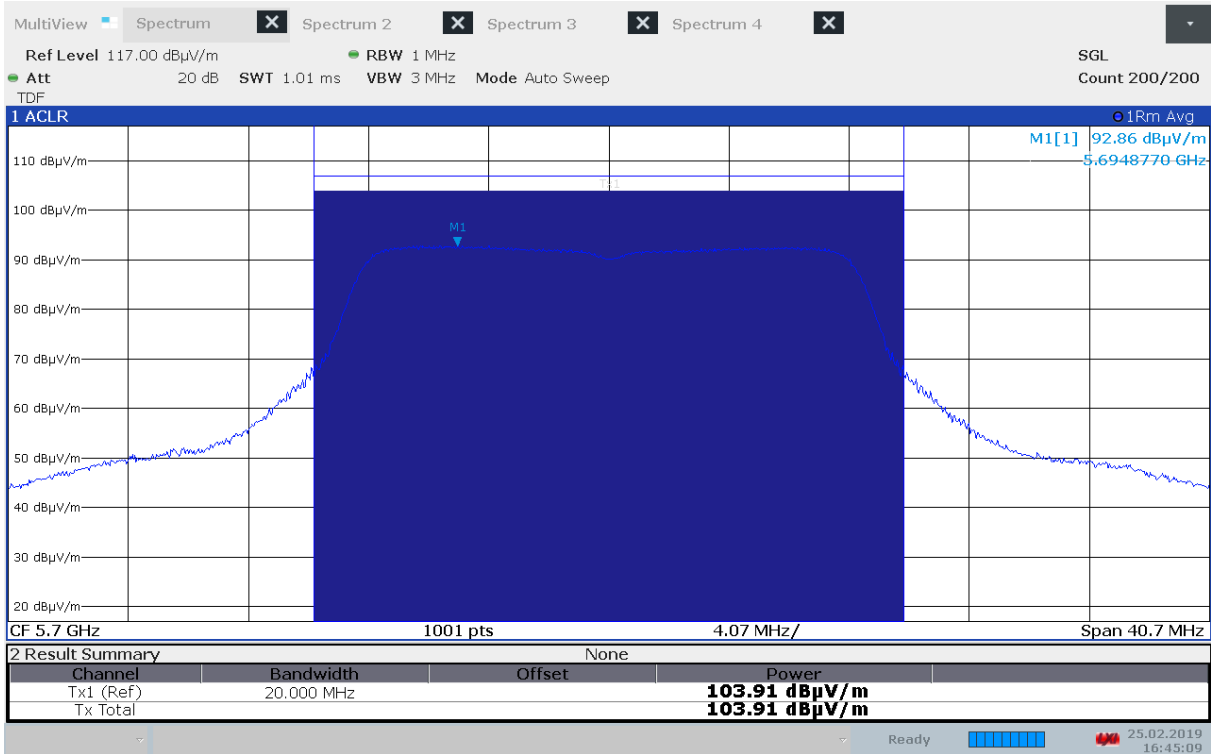 MultiView Spectrum Spectrum 2 Spectrum 3 Spectrum 4
Ref Level 117.00 dBµV/m RBW 1 MHz SGL
Att 20 dB SWT 1.01 ms VBW 3 MHz Mode Auto Sweep Count 200/200
TDF
1 ACLR 1Rm Avg
M1[1] 92.86 dBµV/m
5.6948770 GHz
110 dBµV/m
Tx1
100 dBµV/m
M1
90 dBµV/m
80 dBµV/m
70 dBµV/m
60 dBµV/m
50 dBµV/m
40 dBµV/m
30 dBµV/m
20 dBµV/m
CF 5.7 GHz 1001 pts 4.07 MHz/ Span 40.7 MHz
2 Result Summary None
Channel Bandwidth Offset Power
Tx1 (Ref) 20.000 MHz 103.91 dBµV/m
Tx Total 103.91 dBµV/m
Ready 25.02.2019
16:45:09